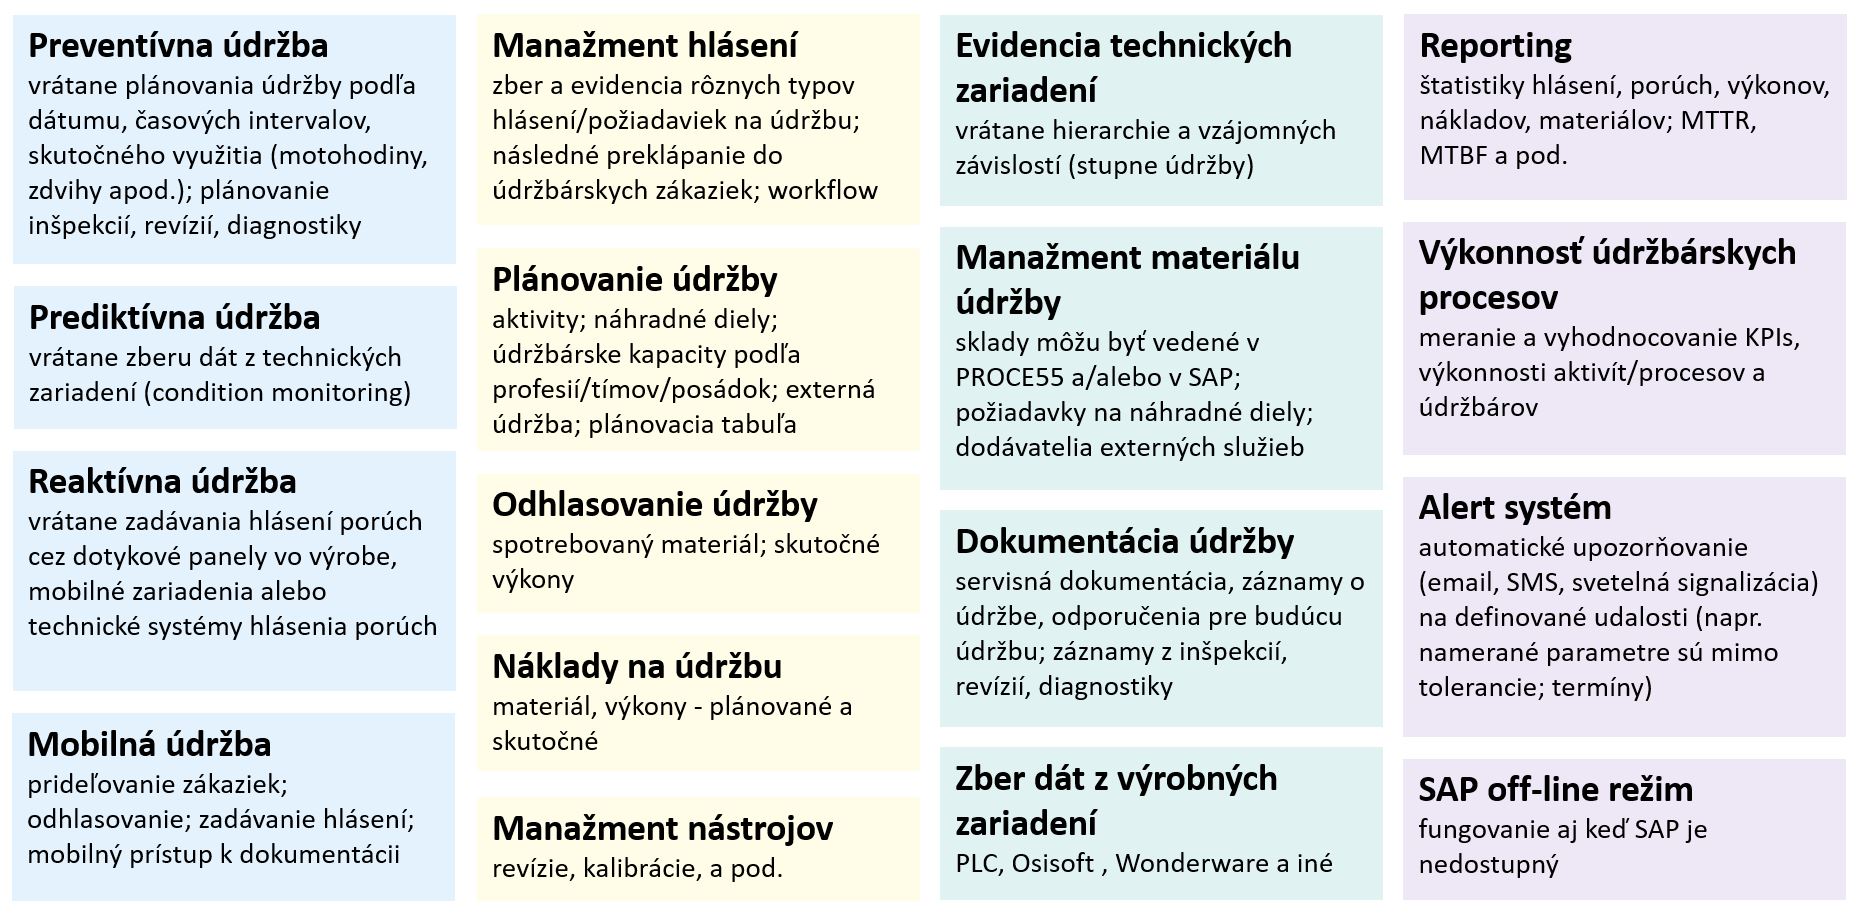 Preventívna údržba
vrátane plánovania údržby podľa
dátumu, časových intervalov,
skutočného využitia (motohodiny,
zdvihy apod.); plánovanie
inšpekcií, revízií, diagnostiky
Prediktívna údržba
vrátane zberu dát z technických
zariadení (condition monitoring)
Reaktívna údržba
vrátane zadávania hlásení porúch
cez dotykové panely vo výrobe,
mobilné zariadenia alebo
technické systémy hlásenia porúch
Mobilná údržba
prideľovanie zákaziek;
odhlasovanie; zadávanie hlásení;
mobilný prístup k dokumentácii
Manažment hlásení
zber a evidencia rôznych typov
hlásení/požiadaviek na údržbu;
následné preklápanie do
údržbárskych zákaziek; workflow
Plánovanie údržby
aktivity; náhradné diely;
údržbárske kapacity podľa
profesií/tímov/posádok; externá
údržba; plánovacia tabuľa
Odhlasovanie údržby
spotrebovaný materiál; skutočné
výkony
Náklady na údržbu
materiál, výkony - plánované a
skutočné
Manažment nástrojov
revízie, kalibrácie, a pod.
Evidencia technických
zariadení
vrátane hierarchie a vzájomných
závislostí (stupne údržby)
Manažment materiálu
údržby
sklady môžu byť vedené v
PROCE55 a/alebo v SAP;
požiadavky na náhradné diely;
dodávatelia externých služieb
Dokumentácia údržby
servisná dokumentácia, záznamy o
údržbe, odporučenia pre budúcu
údržbu; záznamy z inšpekcií,
revízií, diagnostiky
Zber dát z výrobných
zariadení
PLC, Osisoft , Wonderware a iné
Reporting
štatistiky hlásení, porúch, výkonov,
nákladov, materiálov; MTTR,
MTBF a pod.
Výkonnosť údržbárskych
procesov
meranie a vyhodnocovanie KPIs,
výkonnosti aktivít/procesov a
údržbárov
Alert systém
automatické upozorňovanie
(email, SMS, svetelná signalizácia)
na definované udalosti (napr.
namerané parametre sú mimo
tolerancie; termíny)
SAP off-line režim
fungovanie aj keď SAP je
nedostupný